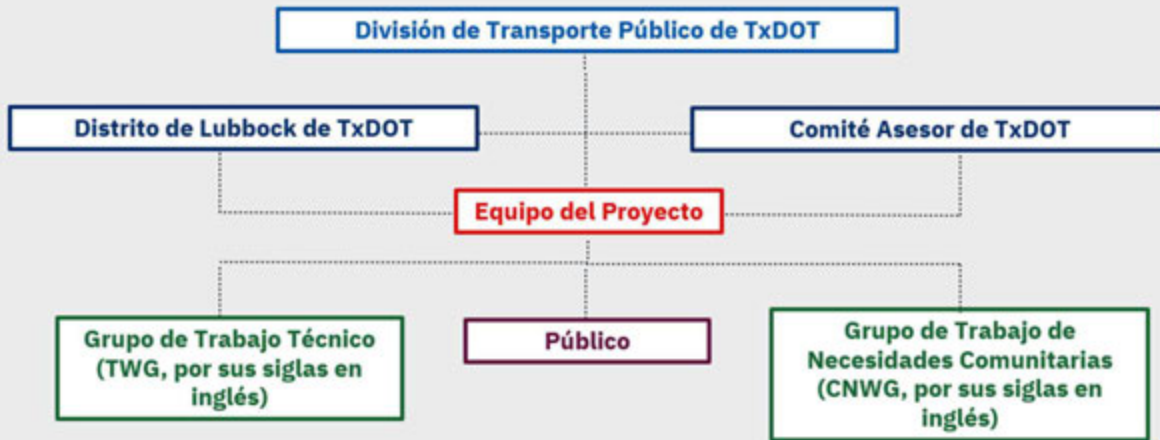 División de Transporte Público de TxDOT
Distrito de Lubbock de TxDOT
Comité Asesor de TxDOT
Equipo del Proyecto
Grupo de Trabajo Técnico
(TWG, por sus siglas en
inglés)
Público
Grupo de Trabajo de
Necesidades Comunitarias
(CNWG, por sus siglas en
inglés)